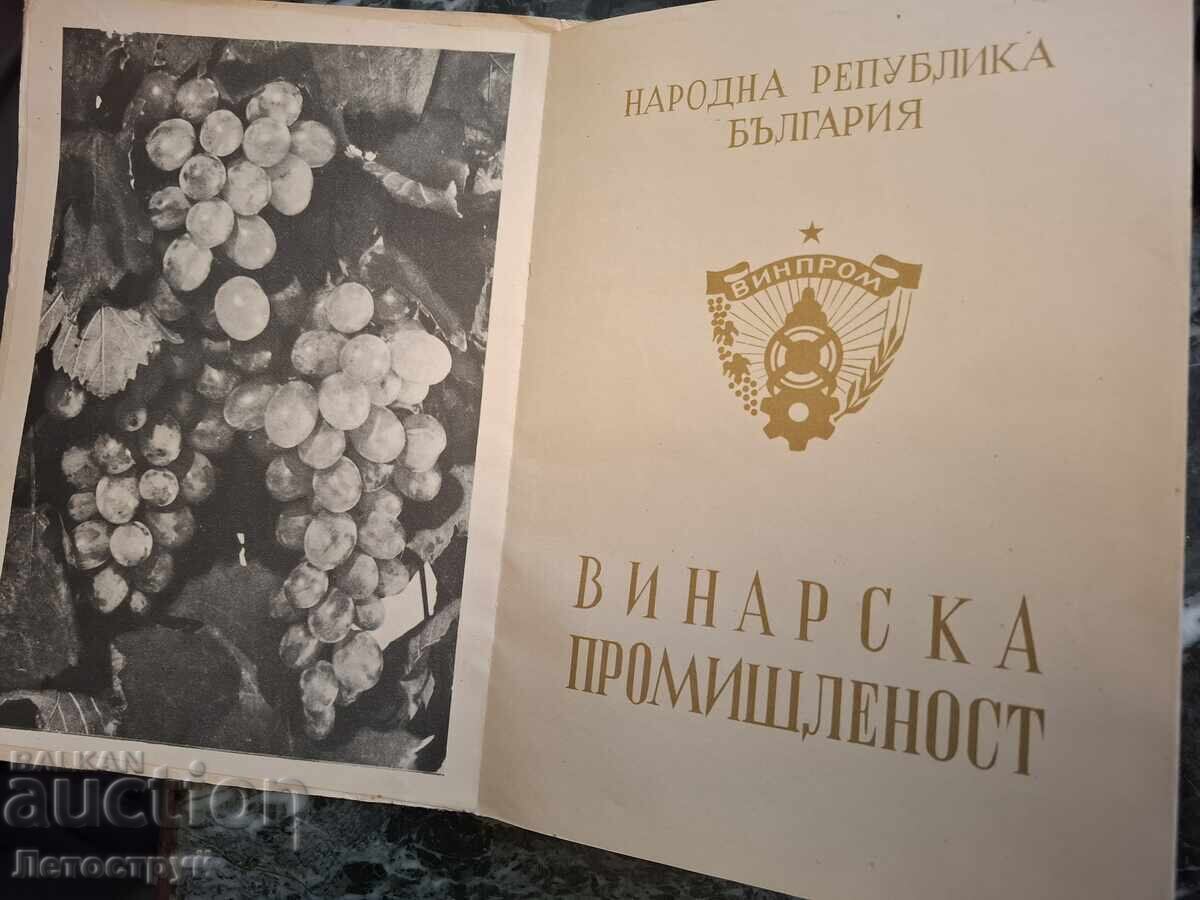 НАРОДНА РЕПУБЛИКА
БЪЛГАРИЯ
ВИНПРОМ
ВИНАРСКА
ПРОМИШЛЕНОСТ
BALKAN
auction
Летоструй